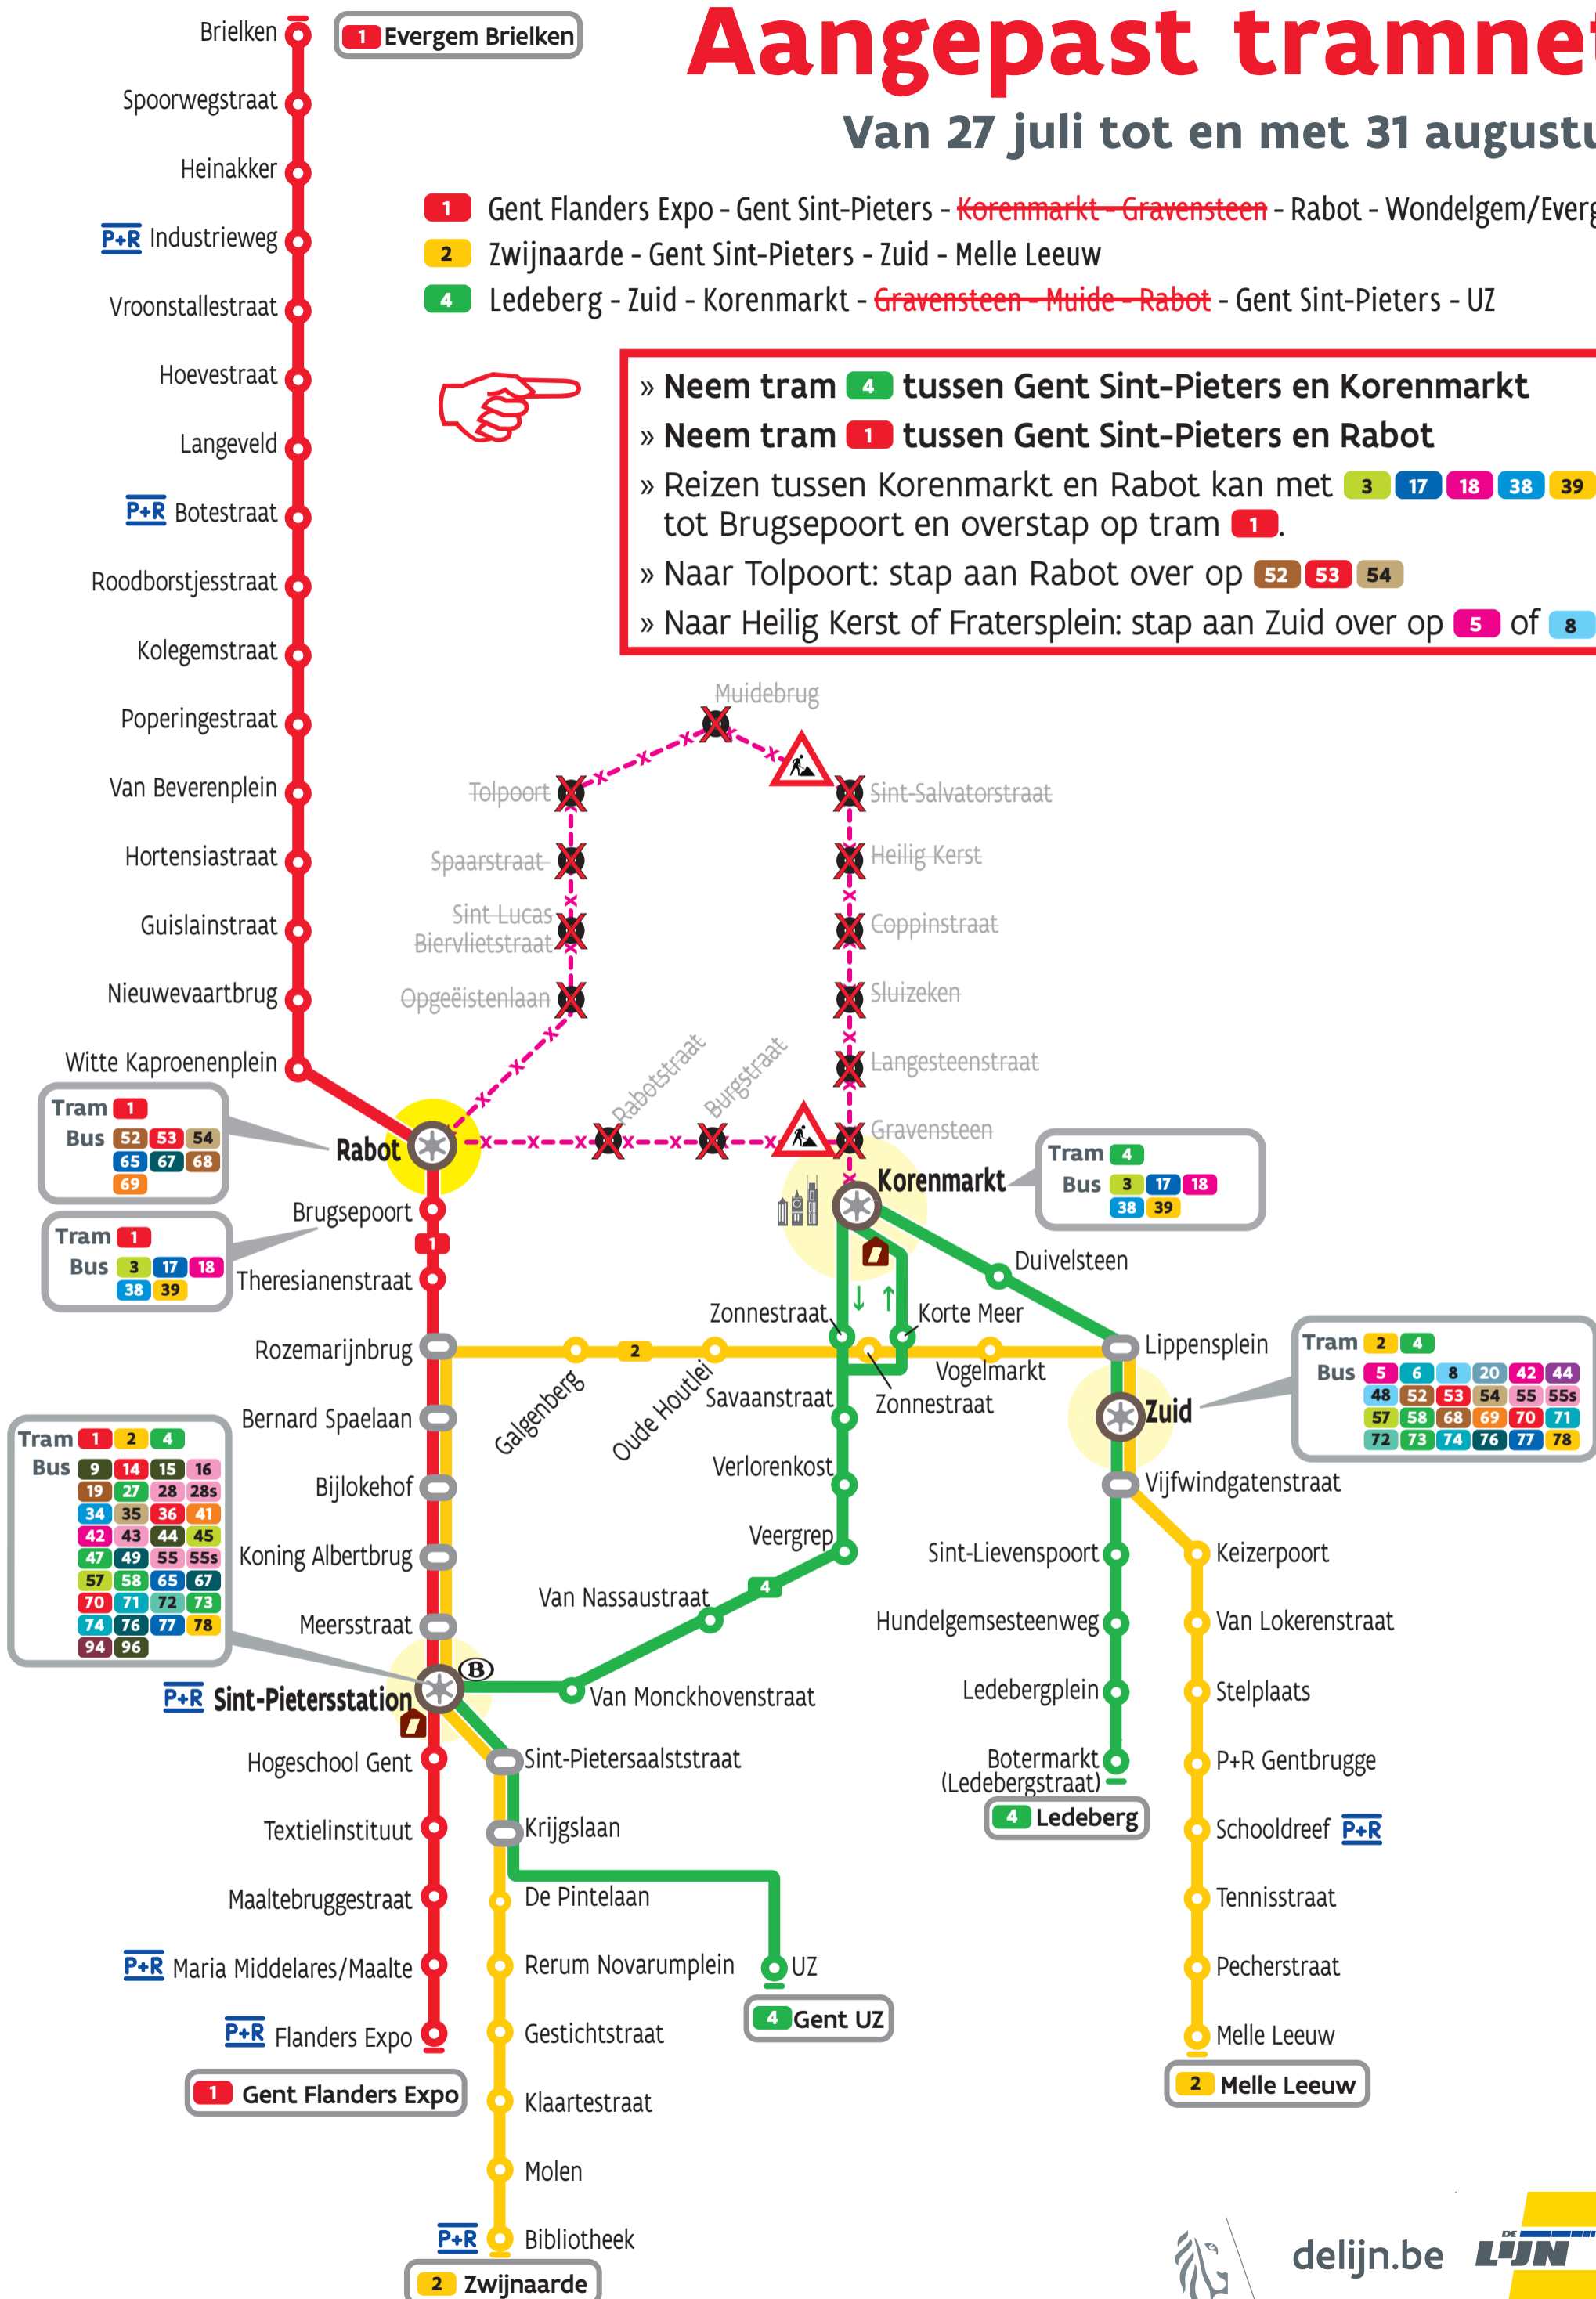 Aangepast tramnet
Van 27 juli tot en met 31 augustu
1 Evergem Brielken
1 Gent Flanders Expo - Gent Sint-Pieters - Korenmarkt - Gravensteen - Rabot - Wondelgem/Everg
2 Zwijnaarde - Gent Sint-Pieters - Zuid - Melle Leeuw
4 Ledeberg - Zuid - Korenmarkt - Gravensteen - Muide - Rabot - Gent Sint-Pieters - UZ
» Neem tram 4 tussen Gent Sint-Pieters en Korenmarkt
» Neem tram 1 tussen Gent Sint-Pieters en Rabot
» Reizen tussen Korenmarkt en Rabot kan met 3 17 18 38 39
tot Brugsepoort en overstap op tram 1.
» Naar Tolpoort: stap aan Rabot over op 52 53 54
» Naar Heilig Kerst of Fratersplein: stap aan Zuid over op 5 of 8
Brielken
Spoorwegstraat
Heinakker
P+R Industrieweg
Vroonstallestraat
Hoevestraat
Langeveld
P+R Botestraat
Roodborstjesstraat
Kolegemstraat
Poperingestraat
Van Beverenplein
Hortensiastraat
Guislainstraat
Nieuwevaartbrug
Witte Kaproenenplein
Muidebrug
Tolpoort
Spaarstraat
Sint Lucas
Biervlietstraat
Opgeëistenlaan
Sint-Salvatorstraat
Heilig Kerst
Coppinstraat
Sluizeken
Langesteenstraat
Gravensteen
Rabotstraat
Burgstraat
Tram 1
Bus 52 53 54
65 67 68
69
Rabot
Tram 1
Bus 3 17 18
38 39
Brugsepoort
1
Theresianenstraat
Korenmarkt
Tram 4
Bus 3 17 18
38 39
Duivelsteen
Zonnestraat
Korte Meer
↓ ↑
Rozemarijnbrug
2
Galgenberg
Oude Houtlei
Zonnestraat
Vogelmarkt
Lippensplein
Zuid
Tram 2 4
Bus 5 6 8 20 42 44
48 52 53 54 55 55s
57 58 68 69 70 71
72 73 74 76 77 78
Vijfwindgatenstraat
Bernard Spaelaan
Bijlokehof
Koning Albertbrug
Meersstraat
Savaanstraat
Verlorenkost
Veergrep
4
Van Nassaustraat
Van Monckhovenstraat
Tram 1 2 4
Bus 9 14 15 16
19 27 28 28s
34 35 36 41
42 43 44 45
47 49 55 55s
57 58 65 67
70 71 72 73
74 76 77 78
94 96
B
P+R Sint-Pietersstation
Hogeschool Gent
Textielinstituut
Maaltebruggestraat
P+R Maria Middelares/Maalte
P+R Flanders Expo
1 Gent Flanders Expo
Sint-Pietersaalststraat
Krijgslaan
De Pintelaan
Rerum Novarumplein
Gestichtstraat
Klaartestraat
Molen
P+R Bibliotheek
2 Zwijnaarde
UZ
4 Gent UZ
Sint-Lievenspoort
Hundelgemsesteenweg
Ledebergplein
Botermarkt
(Ledebergstraat)
4 Ledeberg
Keizerpoort
Van Lokerenstraat
Stelplaats
P+R Gentbrugge
Schooldreef P+R
Tennisstraat
Pecherstraat
Melle Leeuw
2 Melle Leeuw
delijn.be
DE LIJN